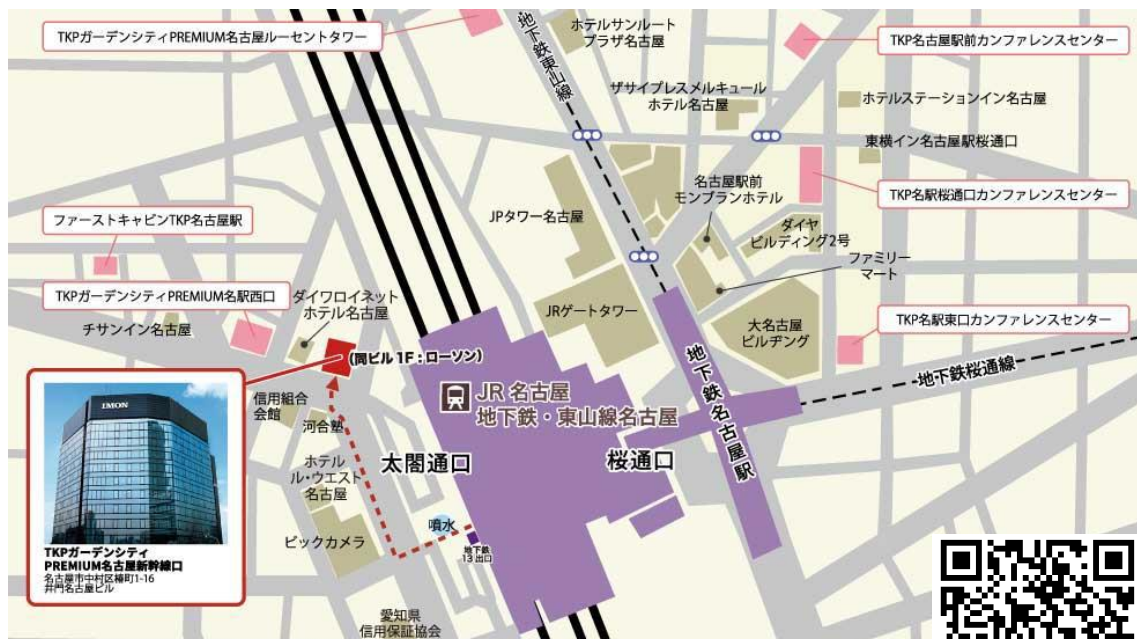 TKPガーデンシティPREMIUM名古屋ルーセントタワー
地下鉄東山線
ホテルサンルート
プラザ名古屋
TKP名古屋駅前カンファレンスセンター
ザサイプレスメルキュール
ホテル名古屋
ホテルステーションイン名古屋
東横イン名古屋駅桜通口
名古屋駅前
モンブランホテル
TKP名駅桜通口カンファレンスセンター
ファーストキャビンTKP名古屋駅
JPタワー名古屋
ダイヤ
ビルディング2号
ファミリー
マート
TKPガーデンシティPREMIUM名駅西口
ダイワロイネット
ホテル名古屋
JRゲートタワー
大名古屋
ビルヂング
TKP名駅東口カンファレンスセンター
チサンイン名古屋
(同ビル 1F:ローソン)
地下鉄桜通線
JR 名古屋
地下鉄・東山線名古屋
地下鉄名古屋駅
信用組合
会館
河合塾
太閤通口
桜通口
ホテル
ル・ウエスト
名古屋
噴水
地下鉄
13出口
ビックカメラ
IMON
TKPガーデンシティ
PREMIUM名古屋新幹線口
名古屋市中村区椿町1-16
井門名古屋ビル
愛知県
信用保証協会